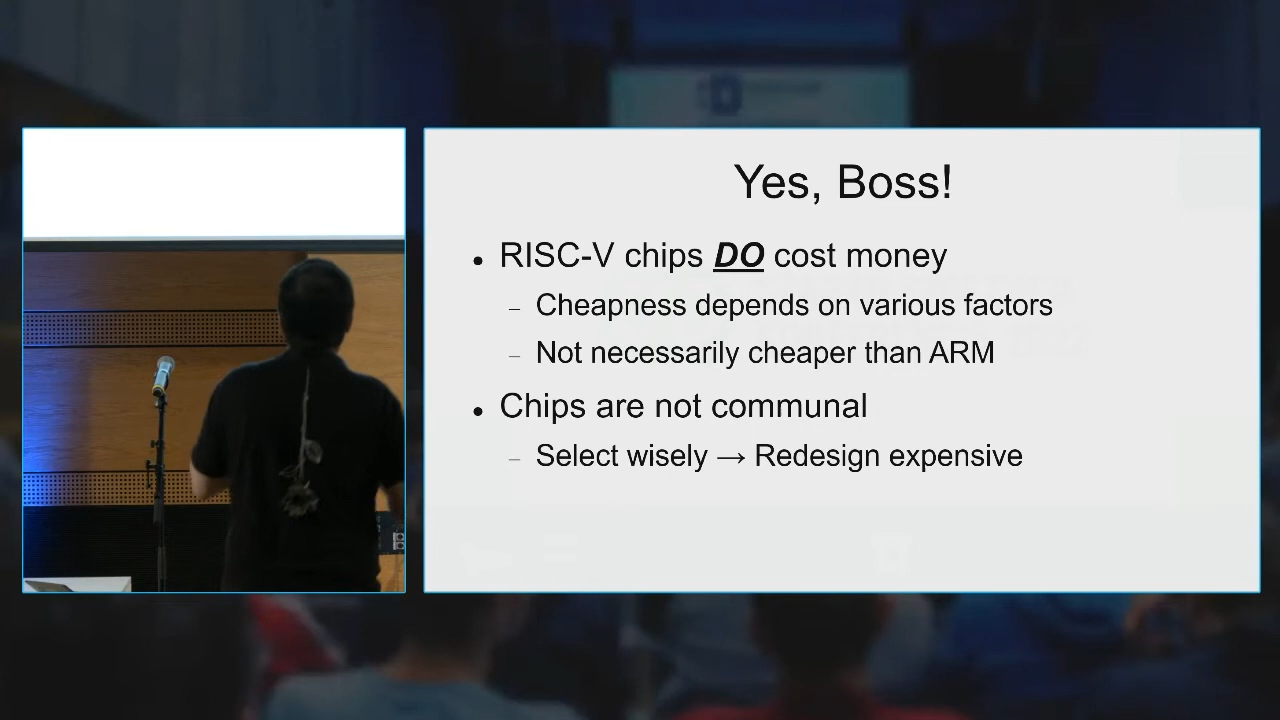 Yes, Boss!
• RISC-V chips DO cost money
– Cheapness depends on various factors
– Not necessarily cheaper than ARM
• Chips are not communal
– Select wisely → Redesign expensive